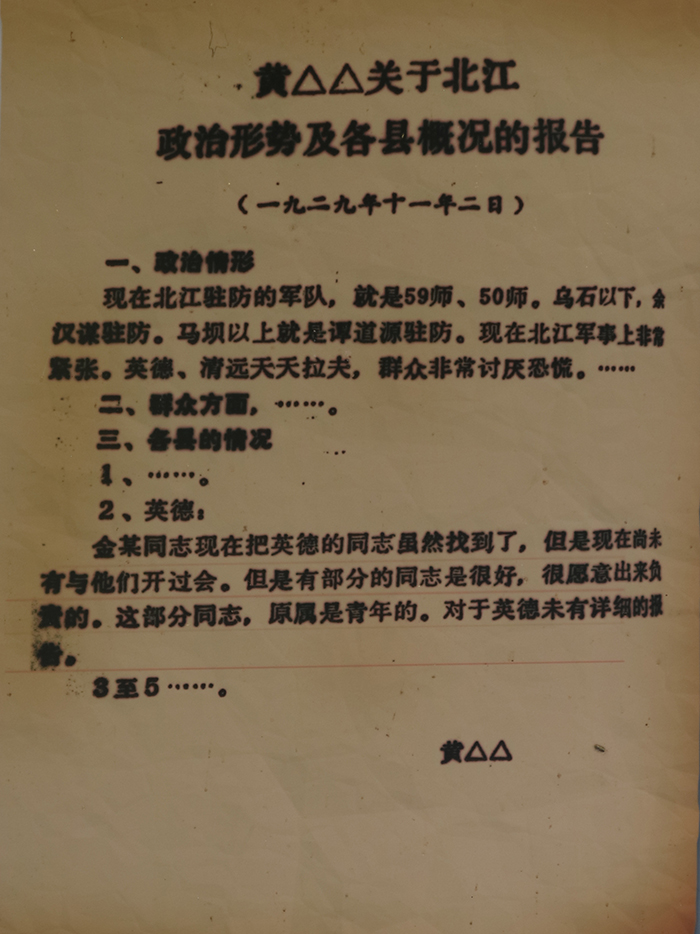 黄△△关于北江
政治形势及各县概况的报告
（一九二九年十一年二日）
一、政治情形
现在北江驻防的军队，就是59师、50师。乌石以下，余
汉谋驻防。马坝以上就是谭道源驻防。现在北江军事上非常
紧张。英德、清远天天拉夫，群众非常讨厌恐慌。……
二、群众方面，……。
三、各县的情况
1、……。
2、英德：
金某同志现在把英德的同志虽然找到了，但是现在尚未
有与他们开过会。但是有部分的同志是很好，很愿意出来负
责的。这部分同志，原属是青年的。对于英德未有详细的报
告。
3至5……。
黄△△